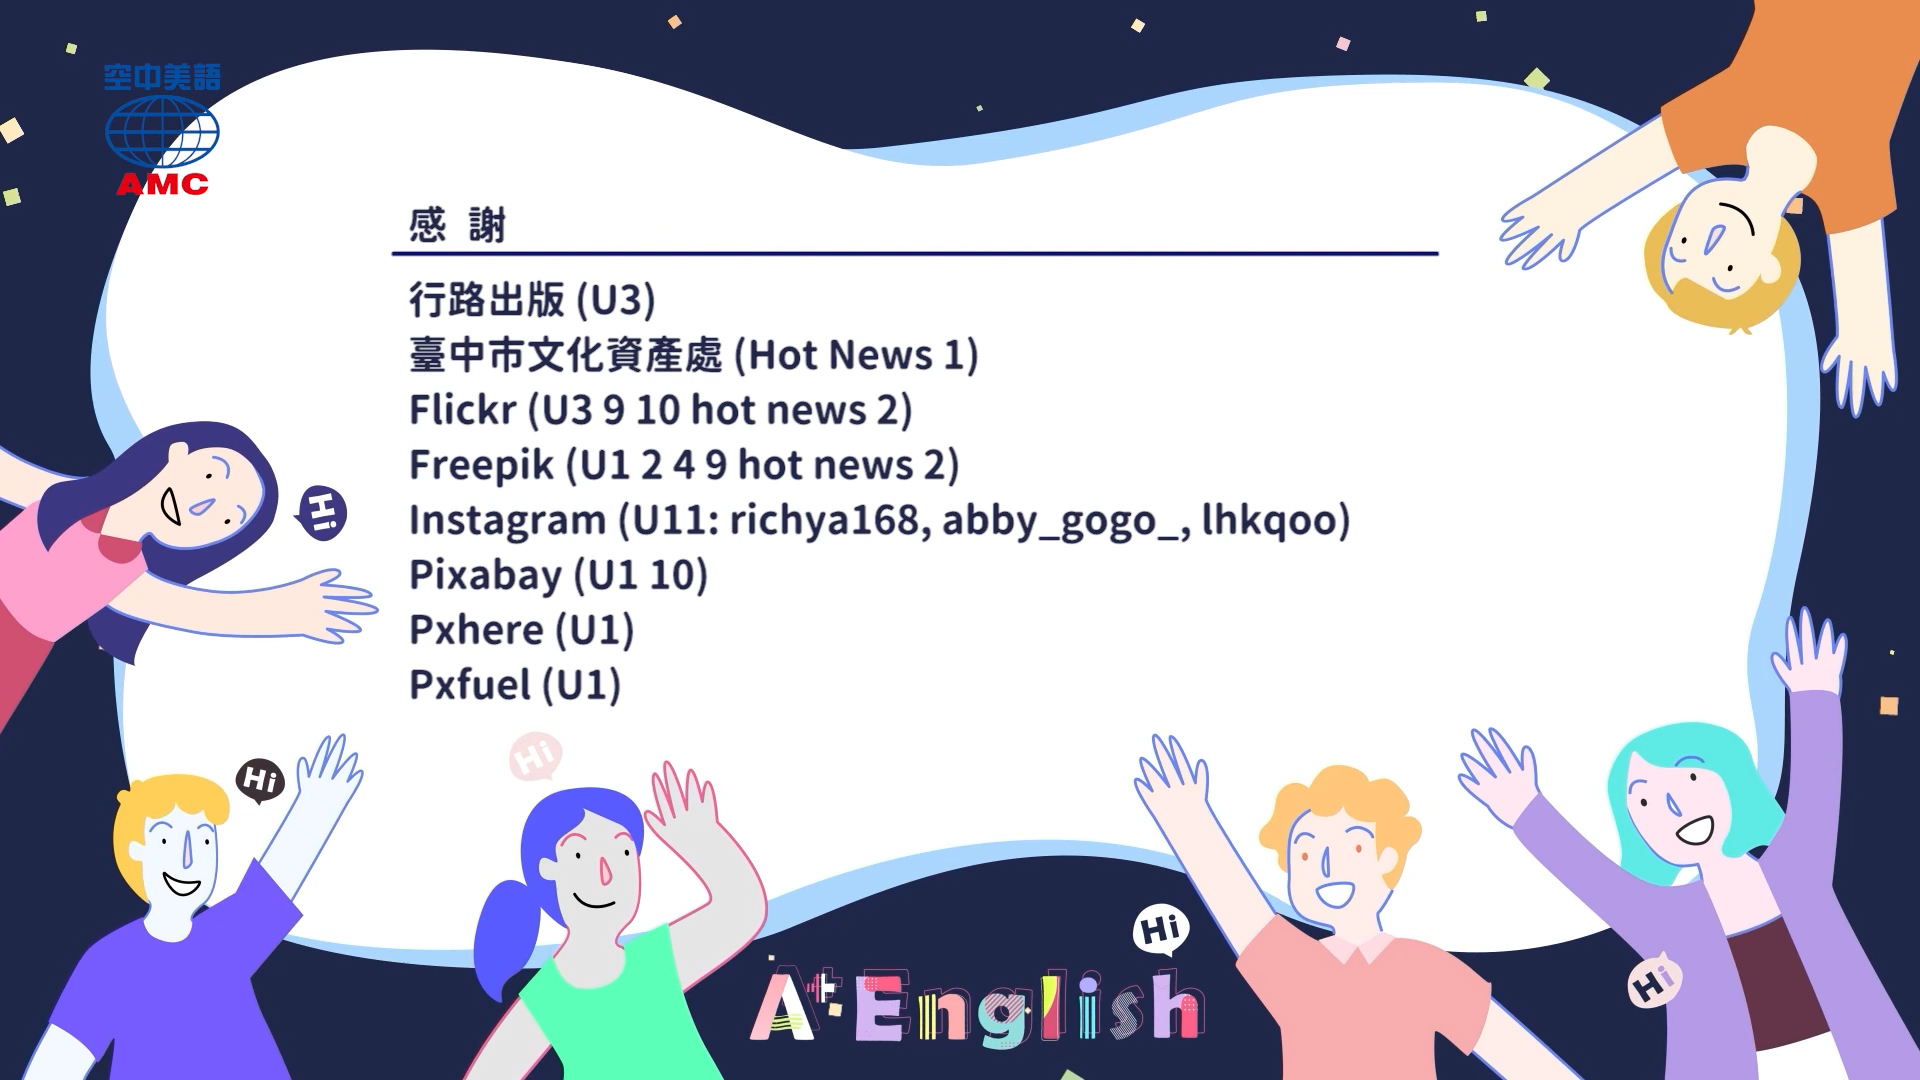 空中美語
AMC
感 謝
行路出版 (U3)
臺中市文化資產處 (Hot News 1)
Flickr (U3 9 10 hot news 2)
Freepik (U1 2 4 9 hot news 2)
Instagram (U11: richya168, abby_gogo_, lhkqoo)
Pixabay (U1 10)
Pxhere (U1)
Pxfuel (U1)
Hi
Hi
Hi
Hi
Hi
A+ English